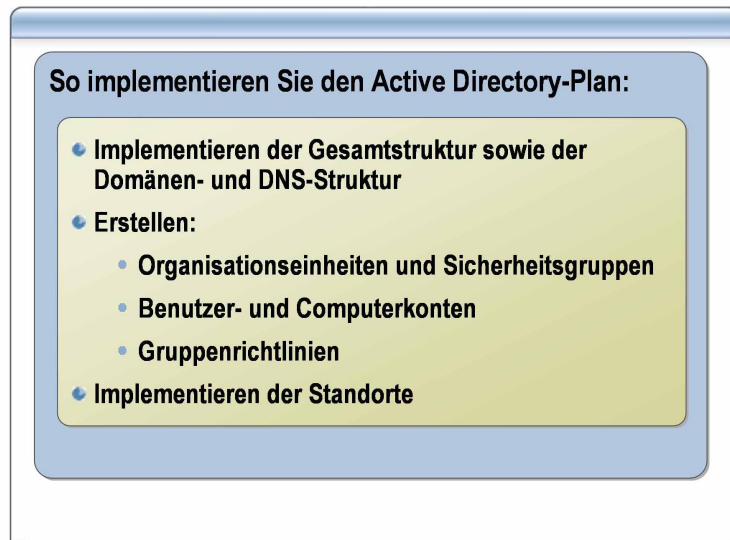 So implementieren Sie den Active Directory-Plan:
Implementieren der Gesamtstruktur sowie der
Domänen- und DNS-Struktur
Erstellen:
Organisationseinheiten und Sicherheitsgruppen
Benutzer- und Computerkonten
Gruppenrichtlinien
Implementieren der Standorte